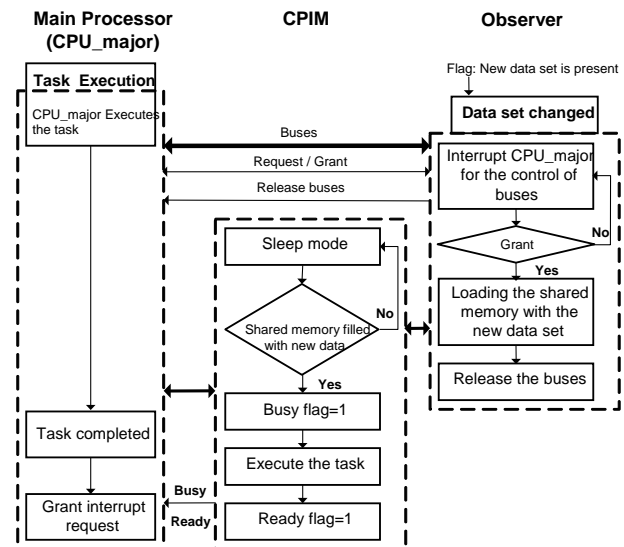 Main Processor
(CPU_major)
CPIM
Observer
Task Execution
CPU_major Executes
the task
Flag: New data set is present
Data set changed
Buses
Request / Grant
Release buses
Interrupt CPU_major
for the control of
buses
No
Grant
Yes
Loading the shared
memory with the
new data set
Release the buses
Sleep mode
No
Shared memory filled
with new data
Yes
Busy flag=1
Execute the task
Ready flag=1
Task completed
Grant interrupt
request
Busy
Ready